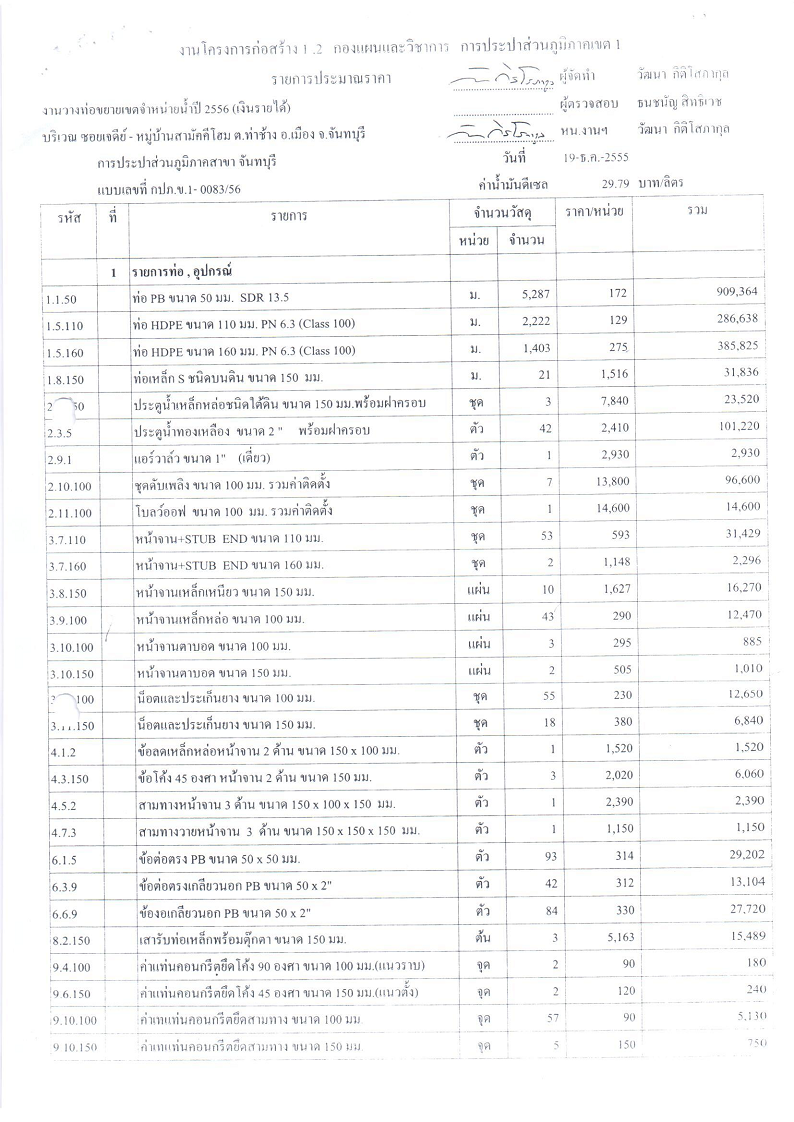 งานโครงการก่อสร้าง 1 .2 กองแผนและวิชาการ การประปาส่วนภูมิภาคเขต 1
รายการประมาณราคา ผู้จัดทำ วัฒนา กิติโสภากุล
งานวางท่อขยายเขตจำหน่ายน้ำปี 2556 (เงินรายได้) ผู้ตรวจสอบ ธนชนัญ สิทธิเวช
บริเวณ ซอยเจดีย์ - หมู่บ้านสามัคคีโฮม ต.ท่าช้าง อ.เมือง จ.จันทบุรี หน.งานฯ วัฒนา กิติโสภากุล
การประปาส่วนภูมิภาคสาขา จันทบุรี วันที่ 19-ธ.ค.-2555
แบบเลขที่ กปภ.ข.1- 0083/56 ค่าน้ำมันดีเซล 29.79 บาท/ลิตร
รหัส ที่ รายการ จำนวนวัสดุ ราคา/หน่วย รวม
หน่วย จำนวน
1 รายการท่อ , อุปกรณ์
1.1.50 ท่อ PB ขนาด 50 มม. SDR 13.5 ม. 5,287 172 909,364
1.5.110 ท่อ HDPE ขนาด 110 มม. PN 6.3 (Class 100) ม. 2,222 129 286,638
1.5.160 ท่อ HDPE ขนาด 160 มม. PN 6.3 (Class 100) ม. 1,403 275 385,825
1.8.150 ท่อเหล็ก S ชนิดบนดิน ขนาด 150 มม. ม. 21 1,516 31,836
ประตูน้ำเหล็กหล่อชนิดใต้ดิน ขนาด 150 มม.พร้อมฝาครอบ ชุด 3 7,840 23,520
2.3.5 ประตูน้ำทองเหลือง ขนาด 2 " พร้อมฝาครอบ ตัว 42 2,410 101,220
2.9.1 แอร์วาล์ว ขนาด 1" (เดี่ยว) ตัว 1 2,930 2,930
2.10.100 ชุดดับเพลิง ขนาด 100 มม. รวมค่าติดตั้ง ชุด 7 13,800 96,600
2.11.100 โบลว์ออฟ ขนาด 100 มม. รวมค่าติดตั้ง ชุด 1 14,600 14,600
3.7.110 หน้าจาน+STUB END ขนาด 110 มม. ชุด 53 593 31,429
3.7.160 หน้าจาน+STUB END ขนาด 160 มม. ชุด 2 1,148 2,296
3.8.150 หน้าจานเหล็กเหนียว ขนาด 150 มม. แผ่น 10 1,627 16,270
3.9.100 หน้าจานเหล็กหล่อ ขนาด 100 มม. แผ่น 43 290 12,470
3.10.100 หน้าจานตาบอด ขนาด 100 มม. แผ่น 3 295 885
3.10.150 หน้าจานตาบอด ขนาด 150 มม. แผ่น 2 505 1,010
น็อตและประเก็นยาง ขนาด 100 มม. ชุด 55 230 12,650
3.11.150 น็อตและประเก็นยาง ขนาด 150 มม. ชุด 18 380 6,840
4.1.2 ข้อลดเหล็กหล่อหน้าจาน 2 ด้าน ขนาด 150 x 100 มม. ตัว 1 1,520 1,520
4.3.150 ข้อโค้ง 45 องศา หน้าจาน 2 ด้าน ขนาด 150 มม. ตัว 3 2,020 6,060
4.5.2 สามทางหน้าจาน 3 ด้าน ขนาด 150 x 100 x 150 มม. ตัว 1 2,390 2,390
4.7.3 สามทางวายหน้าจาน 3 ด้าน ขนาด 150 x 150 x 150 มม. ตัว 1 1,150 1,150
6.1.5 ข้อต่อตรง PB ขนาด 50 x 50 มม. ตัว 93 314 29,202
6.3.9 ข้อต่อตรงเกลียวนอก PB ขนาด 50 x 2" ตัว 42 312 13,104
6.6.9 ข้องอเกลียวนอก PB ขนาด 50 x 2" ตัว 84 330 27,720
8.2.150 เสารับท่อเหล็กพร้อมตุ๊กตา ขนาด 150 มม. ต้น 3 5,163 15,489
9.4.100 ค่าแท่นคอนกรีตยึดโค้ง 90 องศา ขนาด 100 มม.(แนวราบ) จุด 2 90 180
9.6.150 ค่าแท่นคอนกรีตยึดโค้ง 45 องศา ขนาด 150 มม.(แนวตั้ง) จุด 2 120 240
9.10.100 ค่าเทแท่นคอนกรีตยึดสามทาง ขนาด 100 มม. จุด 57 90 5,130
9.10.150 ค่าเทแท่นคอนกรีตยึดสามทาง ขนาด 150 มม. จุด 5 150 750